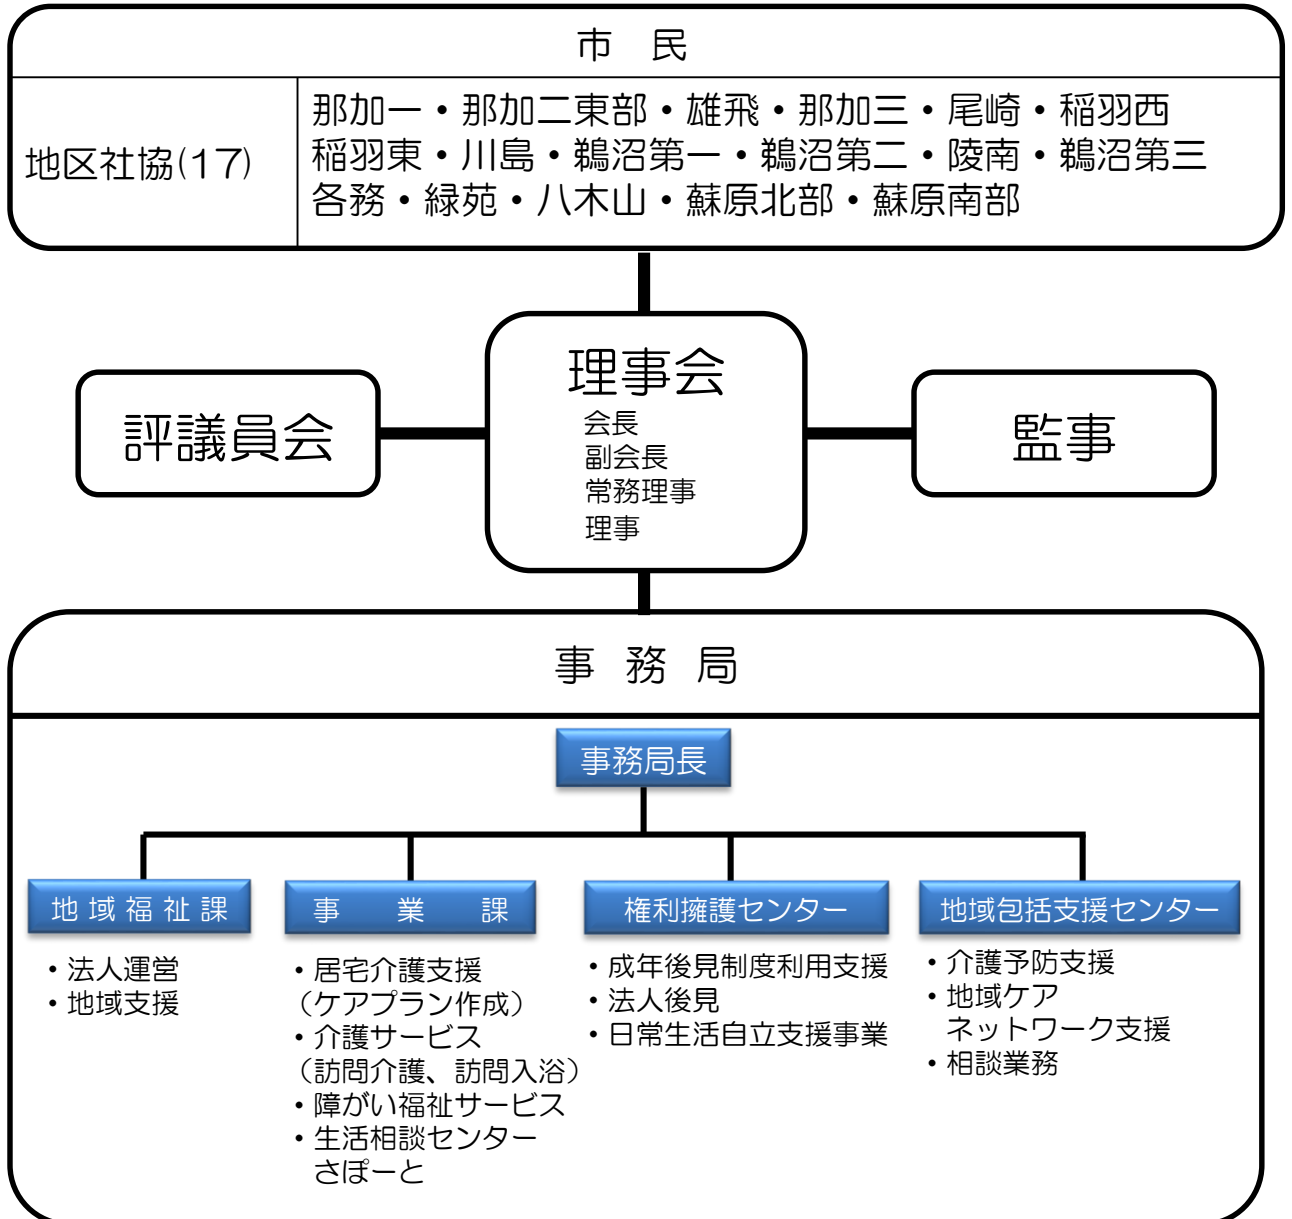 市　民
地区社協(17)
那加一・那加二東部・雄飛・那加三・尾崎・稲羽西
稲羽東・川島・鵜沼第一・鵜沼第二・陵南・鵜沼第三
各務・緑苑・八木山・蘇原北部・蘇原南部
理事会
会長
副会長
常務理事
理事
評議員会
監事
事 務 局
事務局長
地 域 福 祉 課
・法人運営
・地域支援
事　業　課
・居宅介護支援
（ケアプラン作成）
・介護サービス
（訪問介護、訪問入浴）
・障がい福祉サービス
・生活相談センター
さぽーと
権利擁護センター
・成年後見制度利用支援
・法人後見
・日常生活自立支援事業
地域包括支援センター
・介護予防支援
・地域ケア
ネットワーク支援
・相談業務